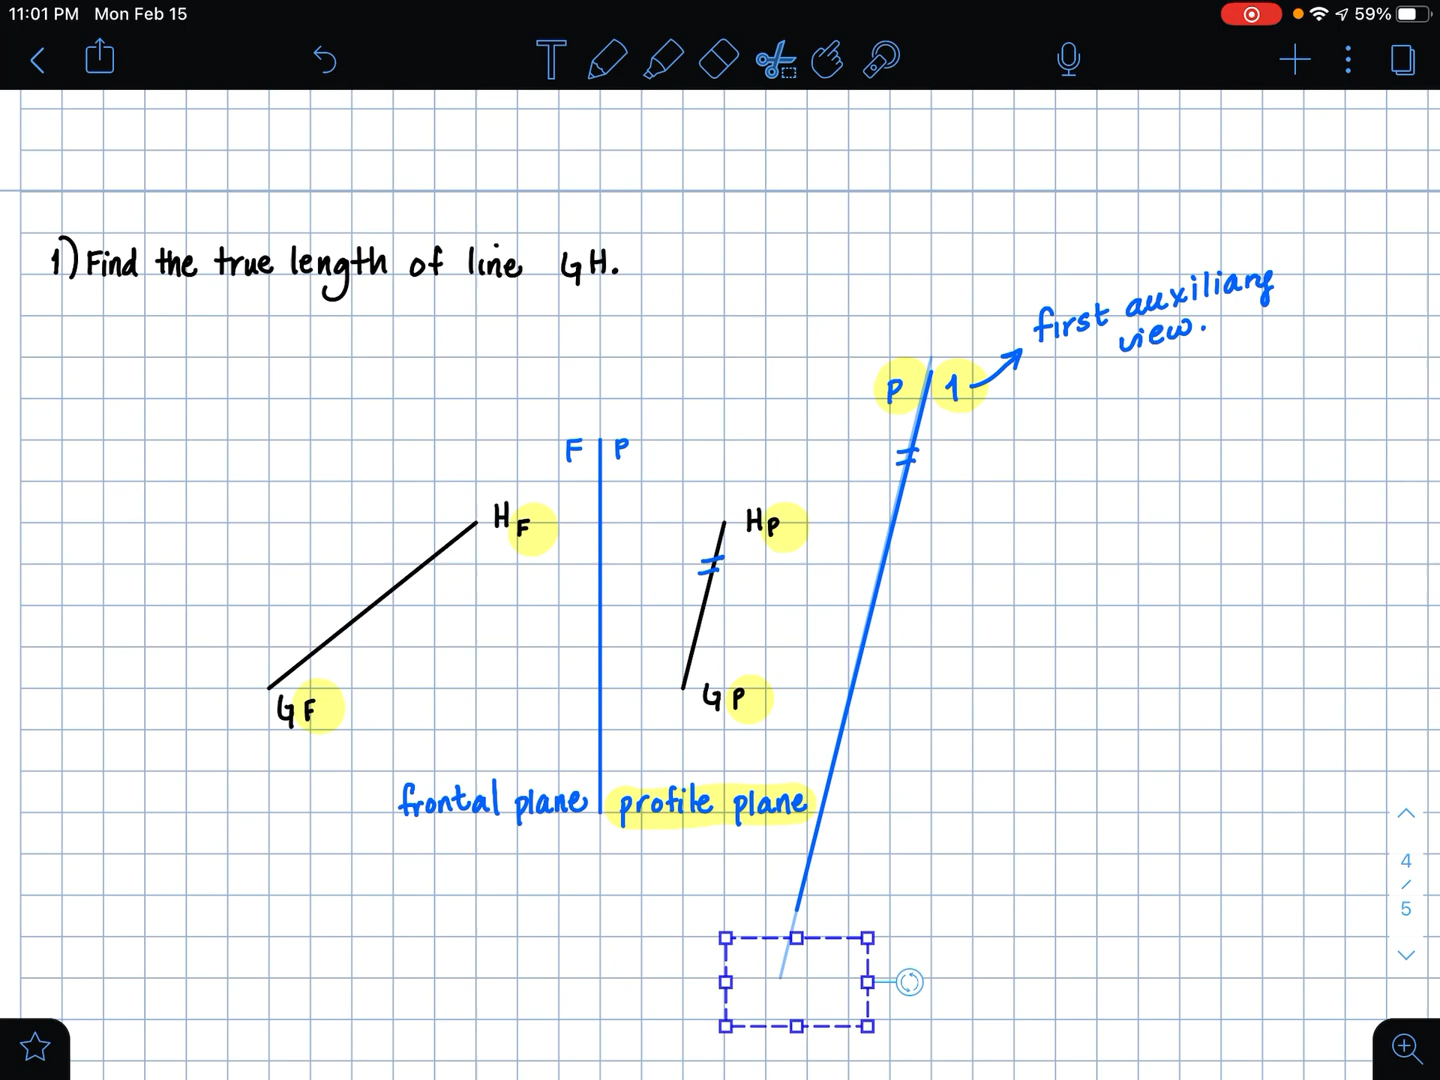 11:01 PM Mon Feb 15
59%
1) Find the true length of line GH.
first auxiliary
view.
P 1
F P
HF
HP
GF
GP
frontal plane profile plane
4
/
5